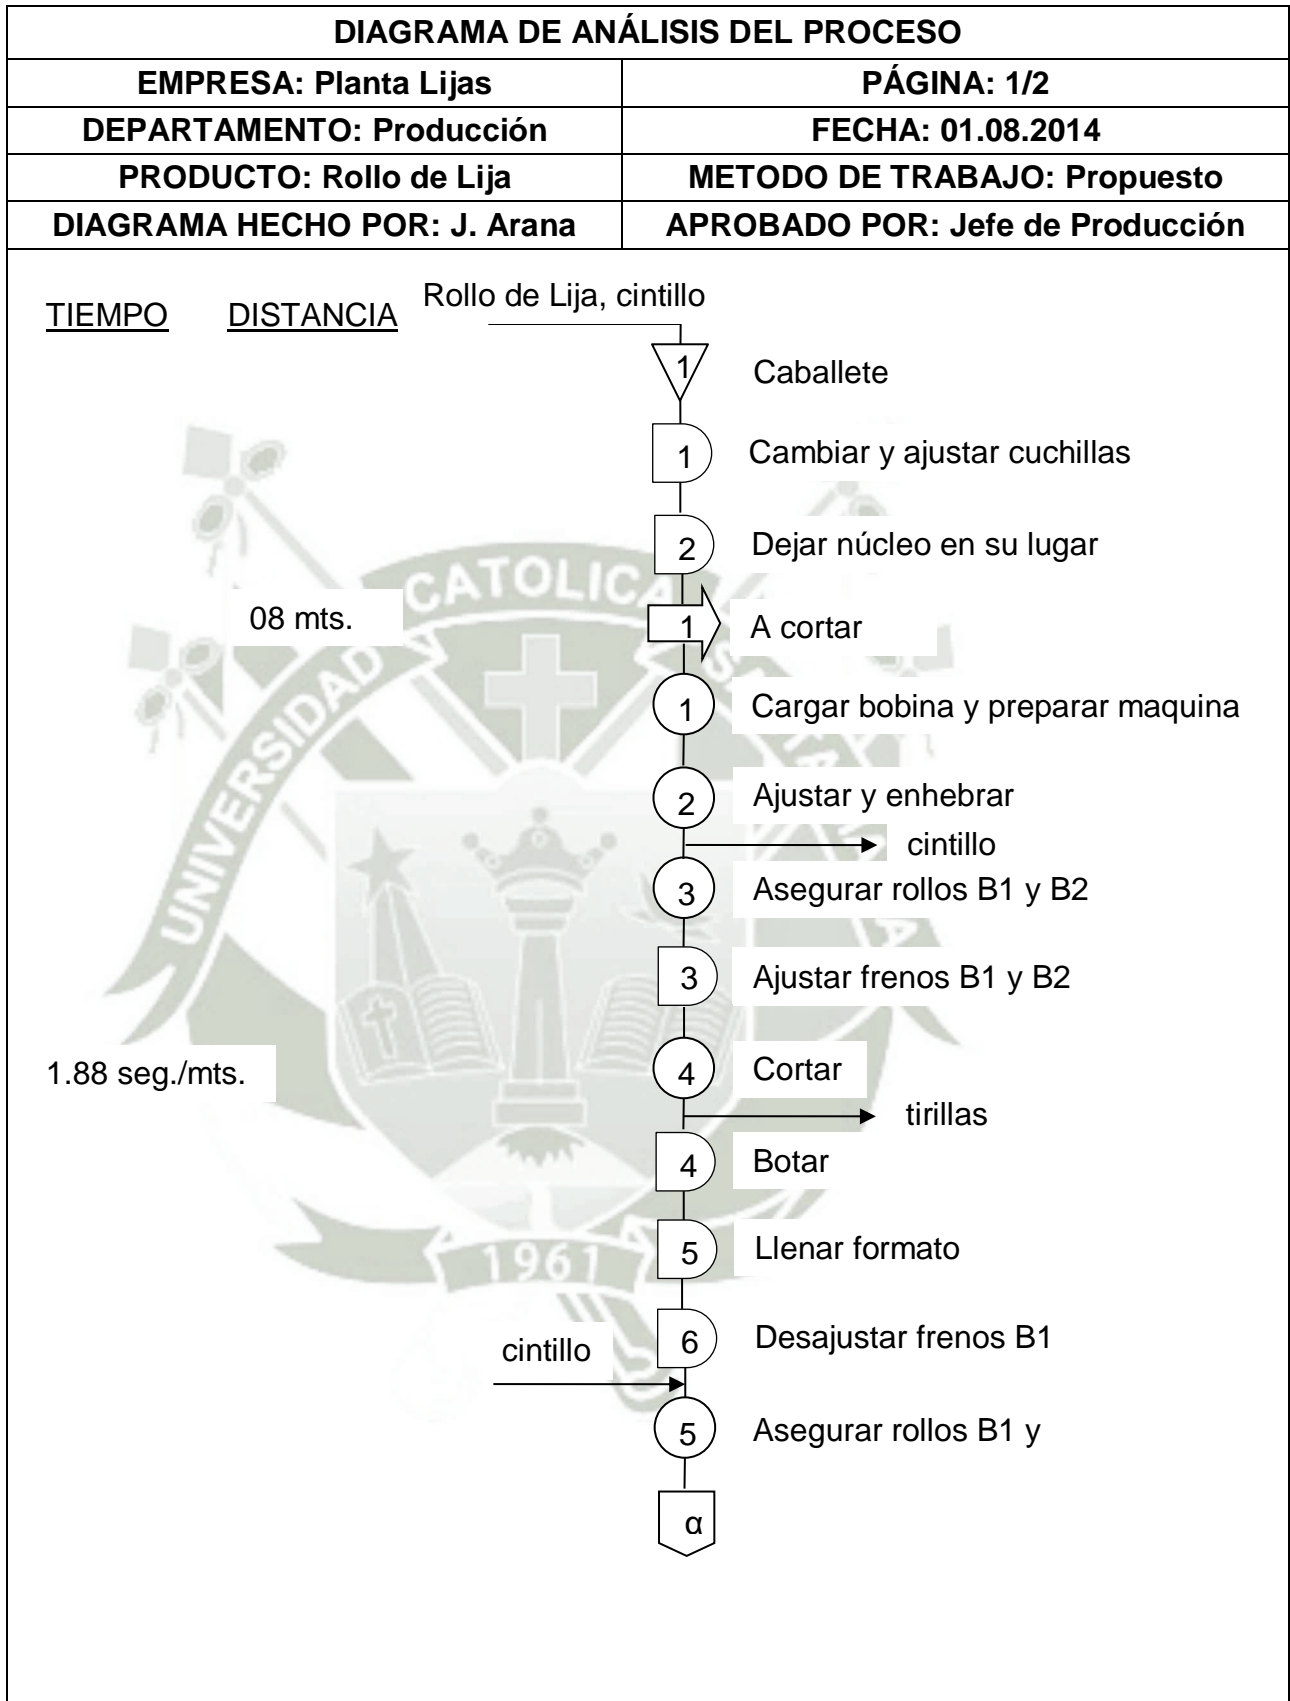 DIAGRAMA DE ANÁLISIS DEL PROCESO
EMPRESA: Planta Lijas
PÁGINA: 1/2
DEPARTAMENTO: Producción
FECHA: 01.08.2014
PRODUCTO: Rollo de Lija
METODO DE TRABAJO: Propuesto
DIAGRAMA HECHO POR: J. Arana
APROBADO POR: Jefe de Producción
TIEMPO
DISTANCIA
Rollo de Lija, cintillo
1
Caballete
1
Cambiar y ajustar cuchillas
2
Dejar núcleo en su lugar
08 mts.
1
A cortar
1
Cargar bobina y preparar maquina
2
Ajustar y enhebrar
cintillo
3
Asegurar rollos B1 y B2
3
Ajustar frenos B1 y B2
1.88 seg./mts.
4
Cortar
tirillas
4
Botar
5
Llenar formato
6
Desajustar frenos B1
cintillo
5
Asegurar rollos B1 y
α
UNIVERSIDAD
CATOLICA
1961